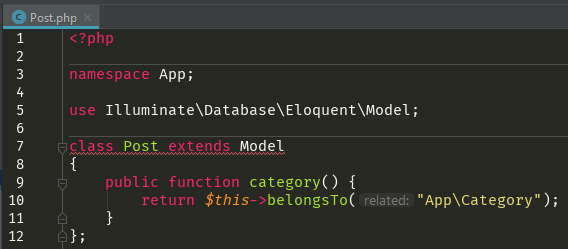 Post.php
1 <?php
2
3 namespace App;
4
5 use Illuminate\Database\Eloquent\Model;
6
7 class Post extends Model
8 {
9     public function category() {
10         return $this->belongsTo( related: "App\Category");
11     }
12 };